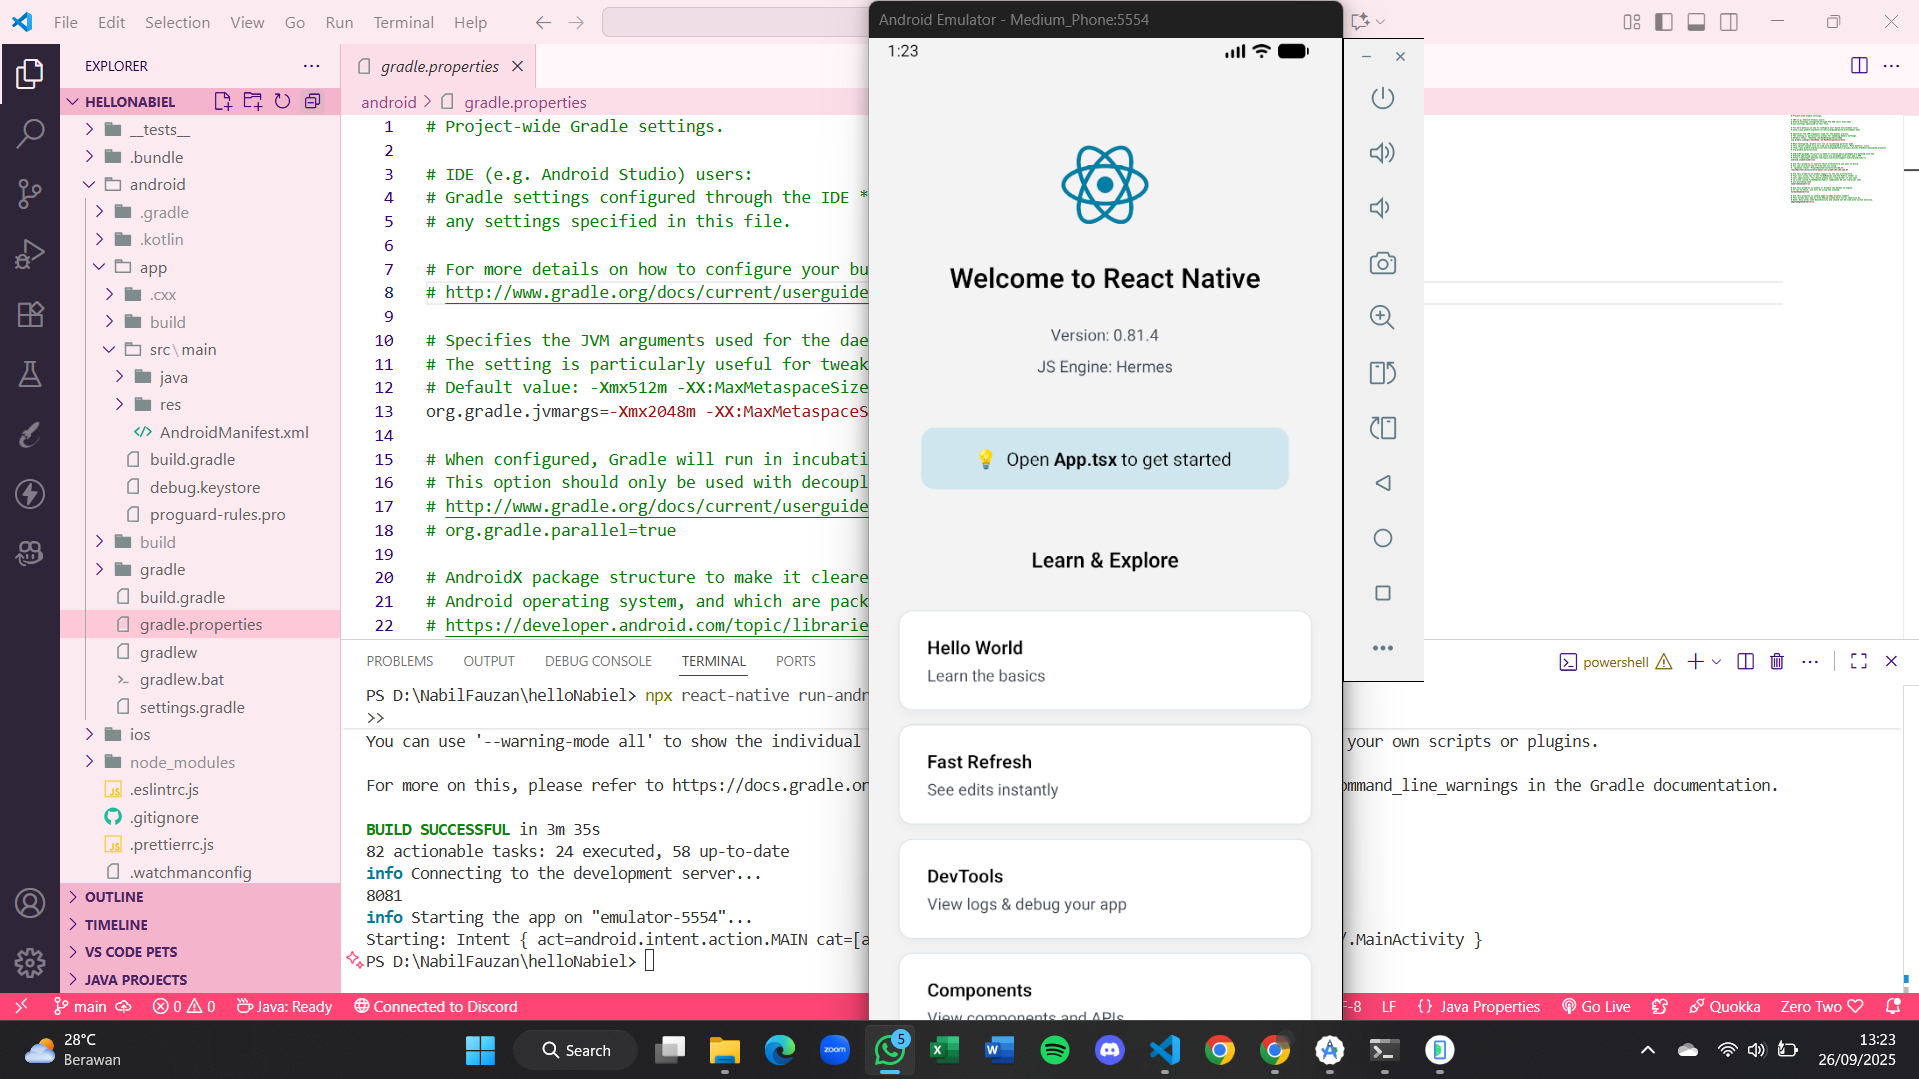 File Edit Selection View Go Run Terminal Help
Android Emulator - Medium_Phone:5554
EXPLORER
HELLONABIEL
__tests__
.bundle
android
.gradle
.kotlin
app
.cxx
build
src\main
java
res
AndroidManifest.xml
build.gradle
debug.keystore
proguard-rules.pro
build
gradle
build.gradle
gradle.properties
gradlew
gradlew.bat
settings.gradle
ios
node_modules
.eslintrc.js
.gitignore
.prettierrc.js
.watchmanconfig
OUTLINE
TIMELINE
VS CODE PETS
JAVA PROJECTS
gradle.properties
android > gradle.properties
1 # Project-wide Gradle settings.
2
3 # IDE (e.g. Android Studio) users:
4 # Gradle settings configured through the IDE *
5 # any settings specified in this file.
6
7 # For more details on how to configure your bu
8 # http://www.gradle.org/docs/current/userguide
9
10 # Specifies the JVM arguments used for the dae
11 # The setting is particularly useful for tweak
12 # Default value: -Xmx512m -XX:MaxMetaspaceSize
13 org.gradle.jvmargs=-Xmx2048m -XX:MaxMetaspaceS
14
15 # When configured, Gradle will run in incubati
16 # This option should only be used with decoupl
17 # http://www.gradle.org/docs/current/userguide
18 # org.gradle.parallel=true
19
20 # AndroidX package structure to make it cleare
21 # Android operating system, and which are pack
22 # https://developer.android.com/topic/librarie
PROBLEMS OUTPUT DEBUG CONSOLE TERMINAL PORTS
powershell
PS D:\NabilFauzan\helloNabiel> npx react-native run-andr
>>
You can use '--warning-mode all' to show the individual your own scripts or plugins.
For more on this, please refer to https://docs.gradle.or ommand_line_warnings in the Gradle documentation.
BUILD SUCCESSFUL in 3m 35s
82 actionable tasks: 24 executed, 58 up-to-date
info Connecting to the development server...
8081
info Starting the app on "emulator-5554"...
Starting: Intent { act=android.intent.action.MAIN cat=[a /.MainActivity }
PS D:\NabilFauzan\helloNabiel>
1:23
Welcome to React Native
Version: 0.81.4
JS Engine: Hermes
Open App.tsx to get started
Learn & Explore
Hello World
Learn the basics
Fast Refresh
See edits instantly
DevTools
View logs & debug your app
Components
View components and APIs
main 0 0 Java: Ready Connected to Discord F-8 LF {} Java Properties Go Live Quokka Zero Two
28°C
Berawan
Search
zoom
5
13:23
26/09/2025